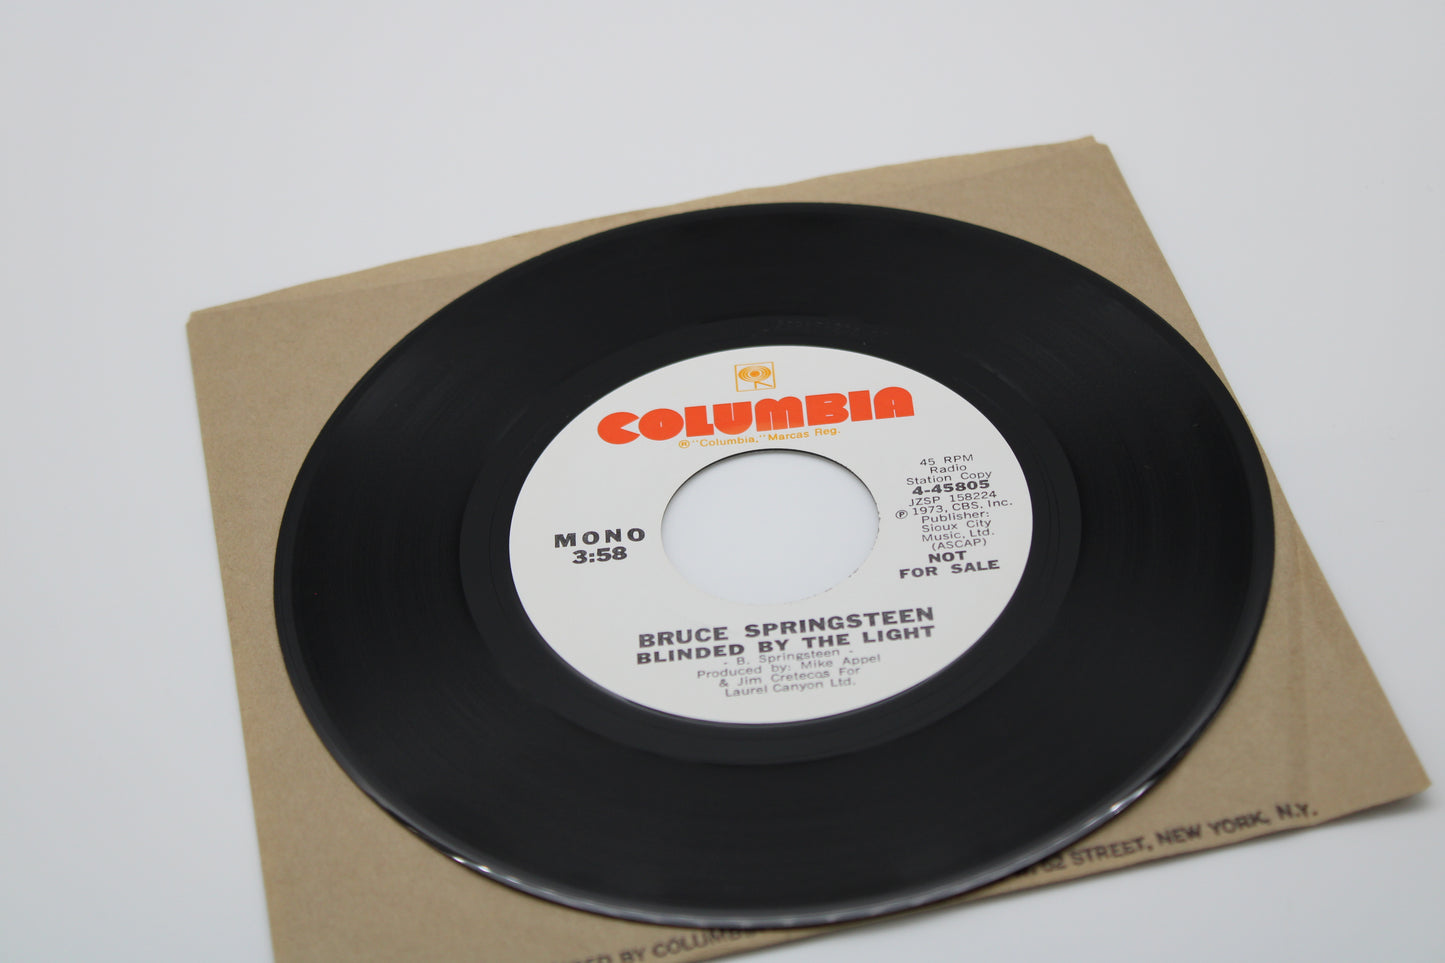 COLUMBIA
® "Columbia," Marcas Reg.
MONO
3:58
45 RPM
Radio
Station Copy
4-45805
JZSP 158224
℗ 1973, CBS, Inc.
Publisher:
Sioux City
Music, Ltd.
(ASCAP)
NOT
FOR SALE
BRUCE SPRINGSTEEN
BLINDED BY THE LIGHT
- B. Springsteen -
Produced by: Mike Appel
& Jim Cretecos For
Laurel Canyon Ltd.
BY
52 STREET, NEW YORK, N.Y.